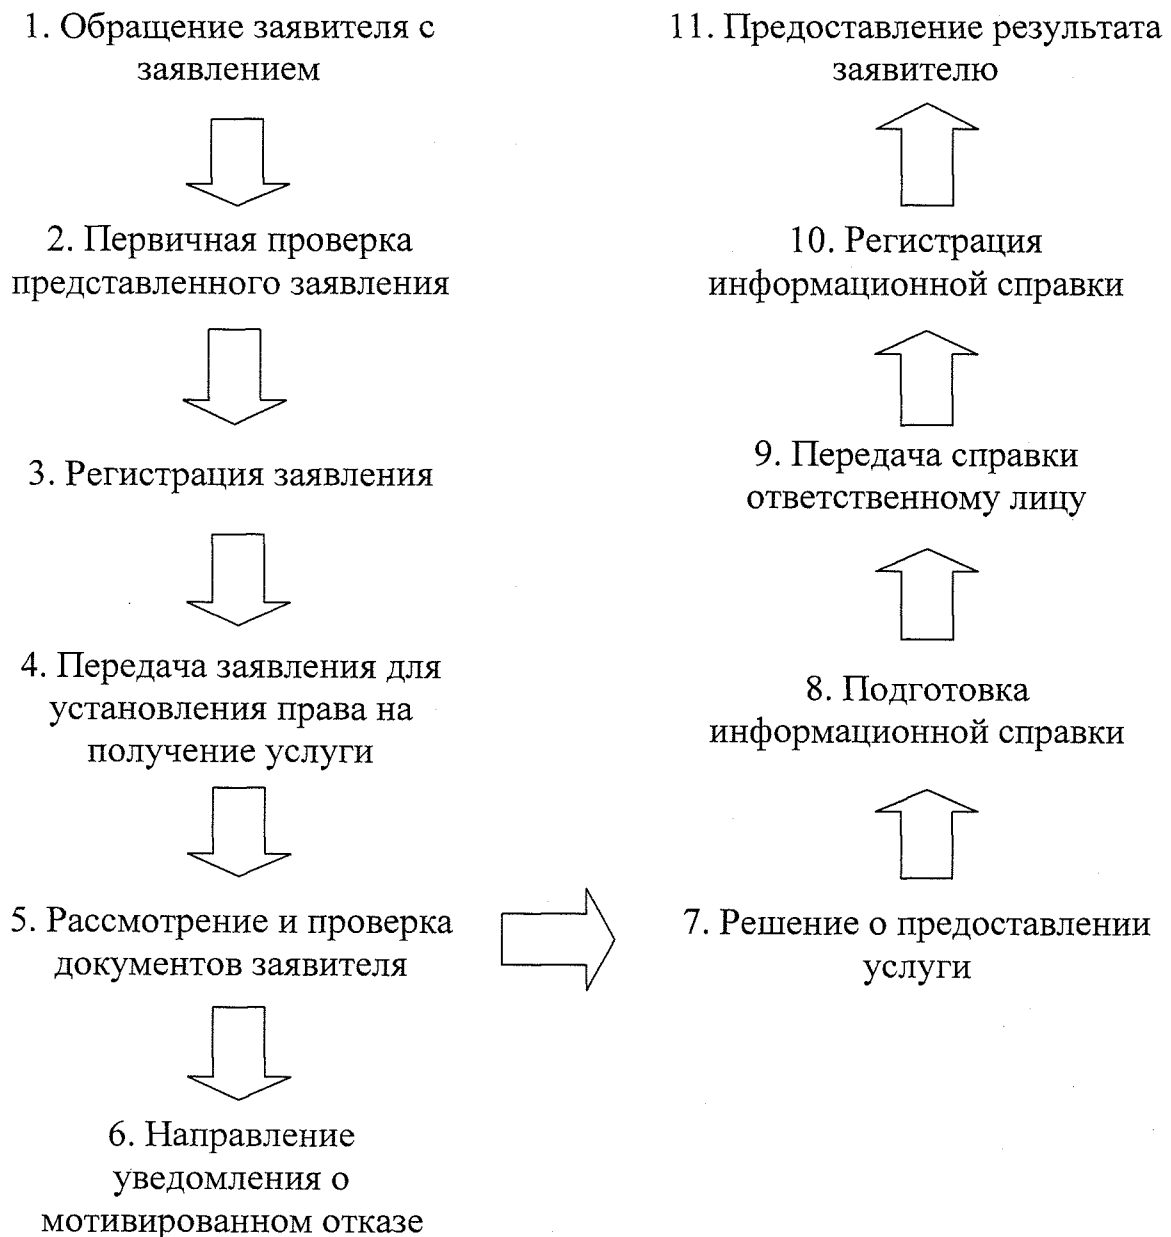 1. Обращение заявителя с
заявлением
2. Первичная проверка
представленного заявления
3. Регистрация заявления
4. Передача заявления для
установления права на
получение услуги
5. Рассмотрение и проверка
документов заявителя
6. Направление
уведомления о
мотивированном отказе
7. Решение о предоставлении
услуги
8. Подготовка
информационной справки
9. Передача справки
ответственному лицу
10. Регистрация
информационной справки
11. Предоставление результата
заявителю